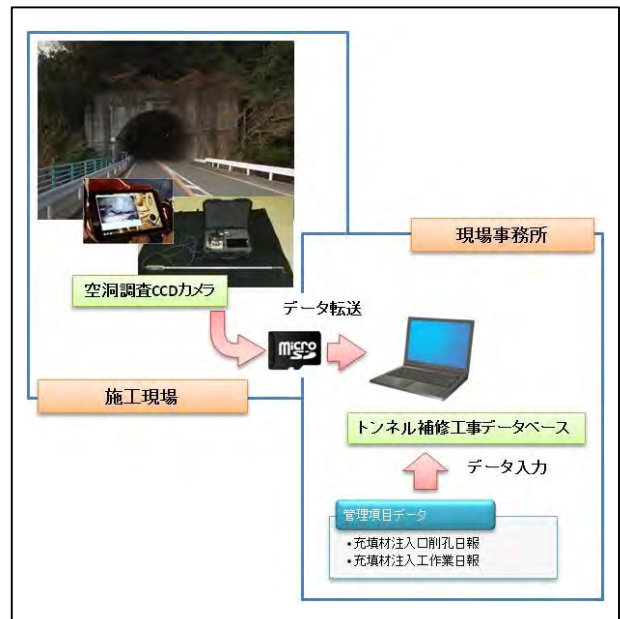 現場事務所
空洞調査CCDカメラ
データ転送
micro
SD
施工現場
トンネル補修工事データベース
データ入力
管理項目データ
・充填材注入口削孔日報
・充填材注入工作業日報